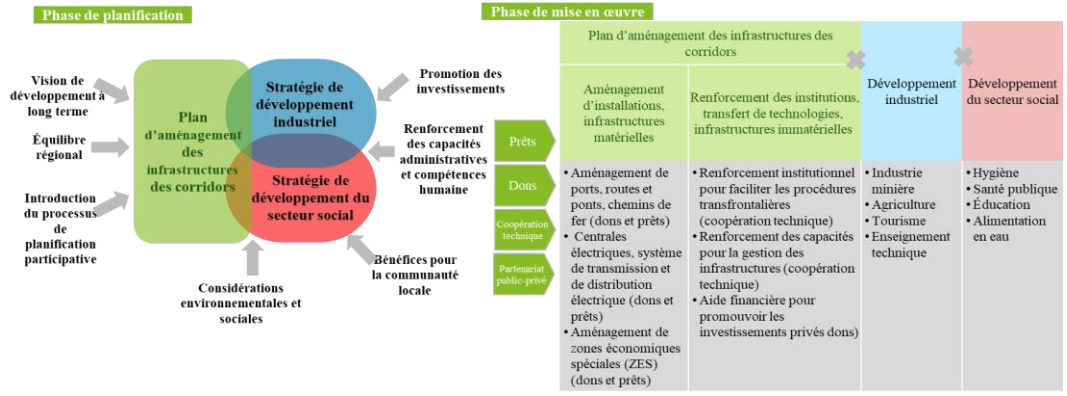 Phase de planification
Vision de
développement à
long terme
Équilibre
régional
Introduction
du processus
de
planification
participative
Plan
d'aménagement
des
infrastructures
des corridors
Stratégie de
développement
industriel
Stratégie de
développement du
secteur social
Promotion des
investissements
Renforcement
des capacités
administratives
et compétences
humaine
Bénéfices pour
la communauté
locale
Considérations
environnementales et
sociales
Phase de mise en œuvre
Prêts
Dons
Coopération
technique
Partenariat
public-privé
Plan d'aménagement des infrastructures des
corridors
Aménagement
d'installations,
infrastructures
matérielles
Renforcement des institutions,
transfert de technologies,
infrastructures immatérielles
Développement
industriel
Développement
du secteur social
• Aménagement de
ports, routes et
ponts, chemins de
fer (dons et prêts)
• Centrales
électriques, système
de transmission et
de distribution
électrique (dons et
prêts)
• Aménagement de
zones économiques
spéciales (ZES)
(dons et prêts)
• Renforcement institutionnel
pour faciliter les procédures
transfrontalières
(coopération technique)
• Renforcement des capacités
pour la gestion des
infrastructures (coopération
technique)
• Aide financière pour
promouvoir les
investissements privés dons)
• Industrie
minière
• Agriculture
• Tourisme
• Enseignement
technique
• Hygiène
• Santé publique
• Éducation
• Alimentation
en eau